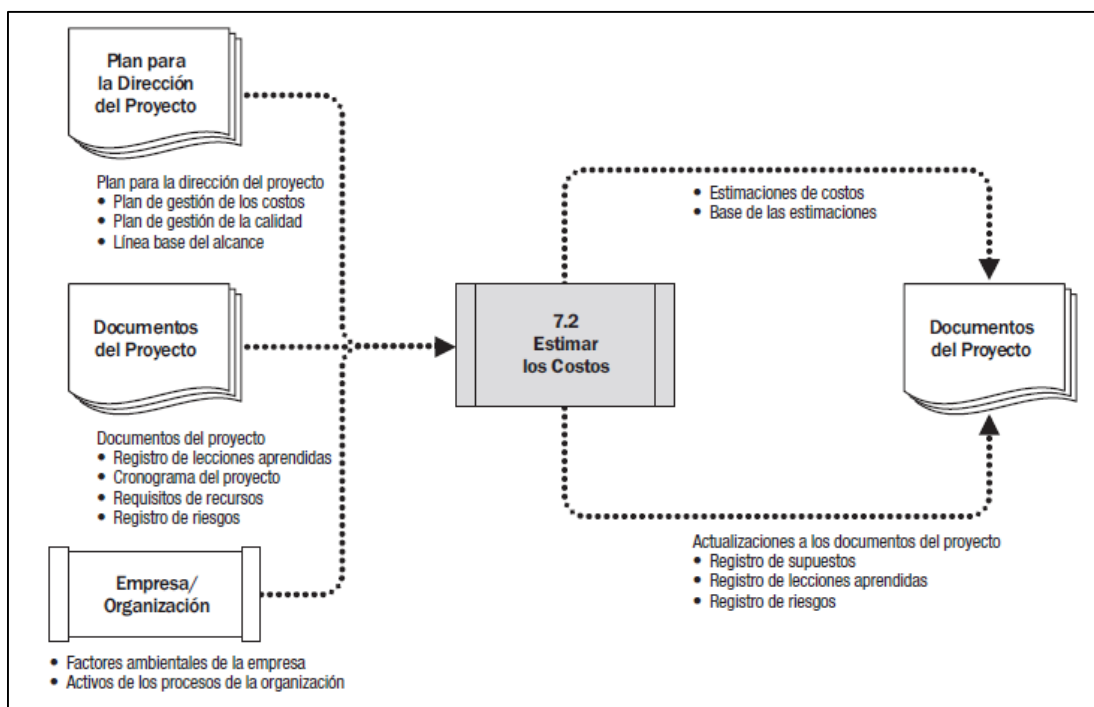 Plan para
la Dirección
del Proyecto
Plan para la dirección del proyecto
• Plan de gestión de los costos
• Plan de gestión de la calidad
• Línea base del alcance
Documentos
del Proyecto
Documentos del proyecto
• Registro de lecciones aprendidas
• Cronograma del proyecto
• Requisitos de recursos
• Registro de riesgos
Empresa/
Organización
• Factores ambientales de la empresa
• Activos de los procesos de la organización
7.2
Estimar
los Costos
• Estimaciones de costos
• Base de las estimaciones
Documentos
del Proyecto
Actualizaciones a los documentos del proyecto
• Registro de supuestos
• Registro de lecciones aprendidas
• Registro de riesgos